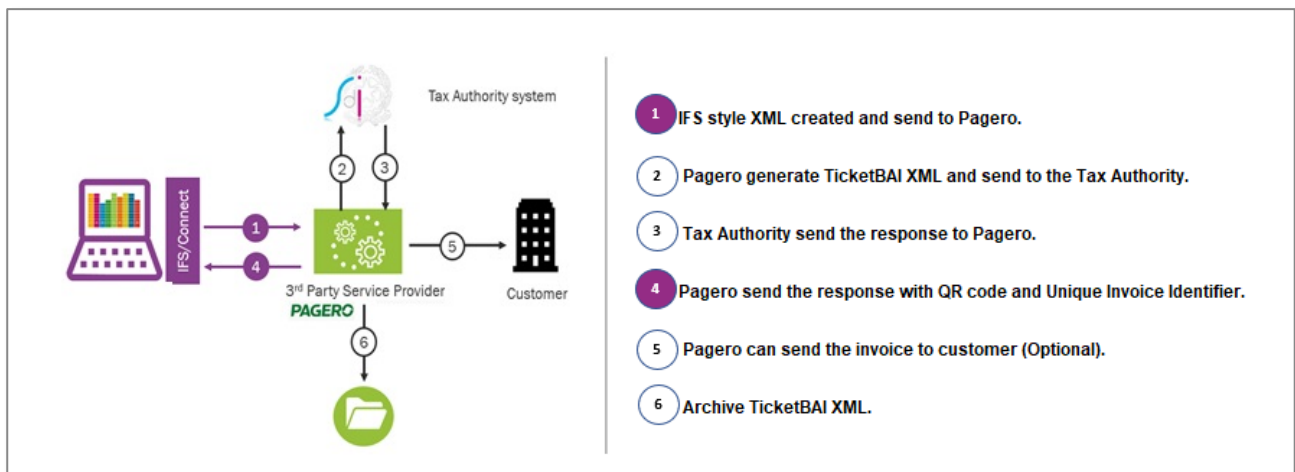 Tax Authority system
2
3
IFS/Connect
1
4
5
3rd Party Service Provider
PAGERO
Customer
6
1 IFS style XML created and send to Pagero.
2 Pagero generate TicketBAI XML and send to the Tax Authority.
3 Tax Authority send the response to Pagero.
4 Pagero send the response with QR code and Unique Invoice Identifier.
5 Pagero can send the invoice to customer (Optional).
6 Archive TicketBAI XML.